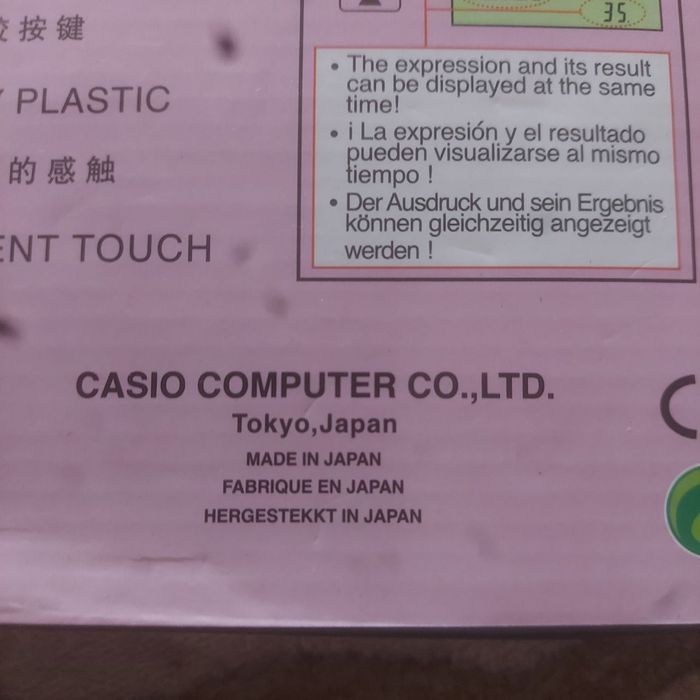 按键
PLASTIC
的感触
ENT TOUCH
35
• The expression and its result
can be displayed at the same
time!
• i La expresión y el resultado
pueden visualizarse al mismo
tiempo !
• Der Ausdruck und sein Ergebnis
können gleichzeitig angezeigt
werden !
CASIO COMPUTER CO.,LTD.
Tokyo,Japan
MADE IN JAPAN
FABRIQUE EN JAPAN
HERGESTEKKT IN JAPAN